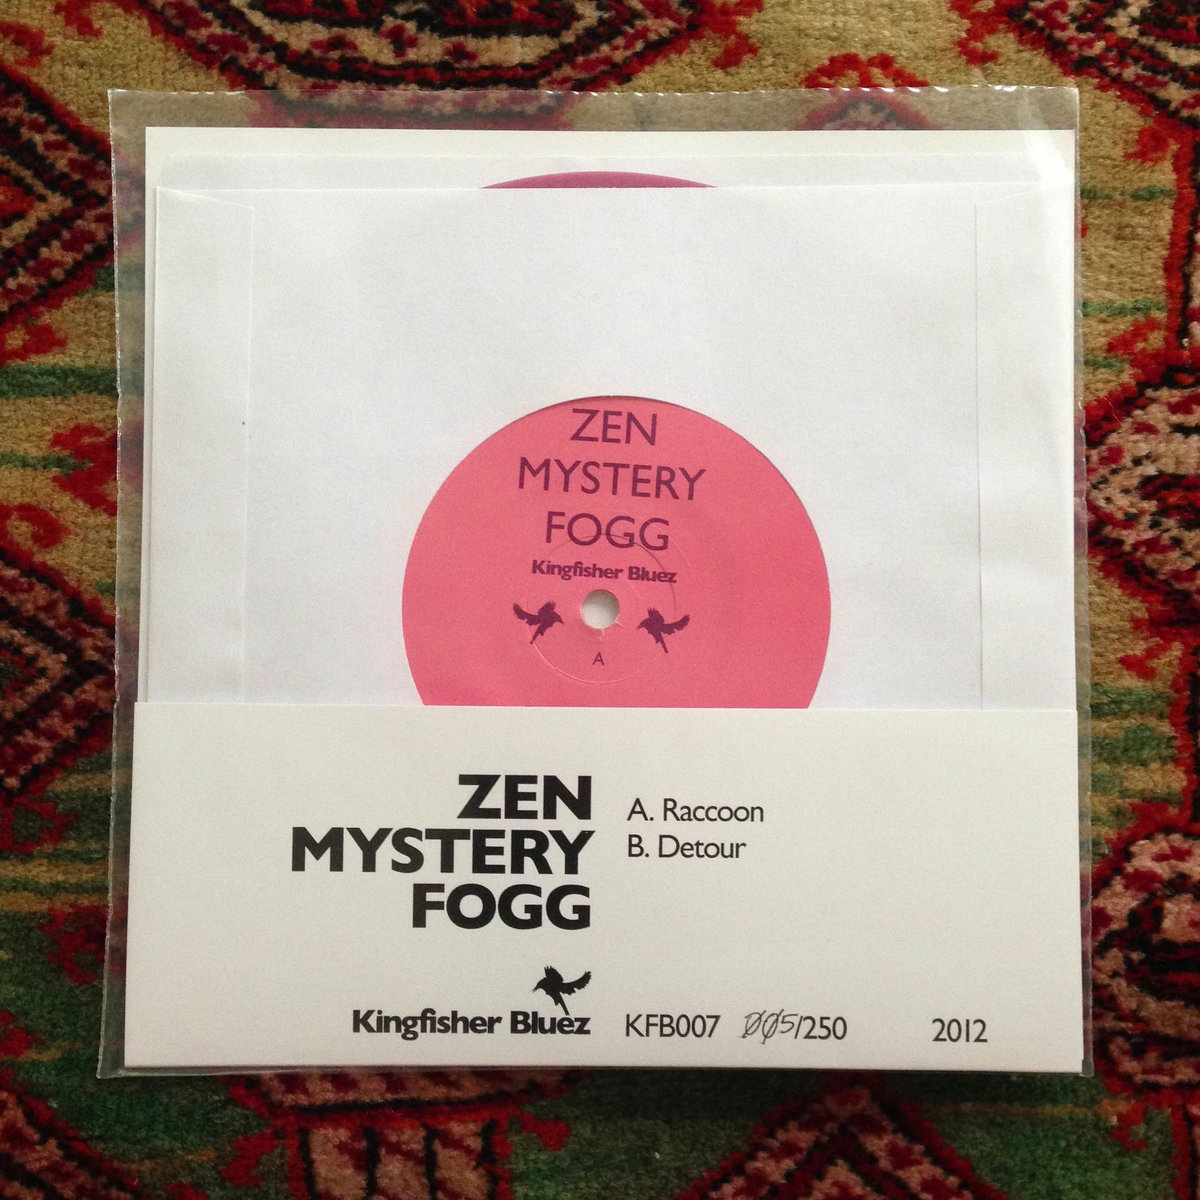 ZEN
MYSTERY
FOGG
Kingfisher Bluez
A
ZEN
MYSTERY
FOGG
A. Raccoon
B. Detour
Kingfisher Bluez
KFB007 005/250 2012